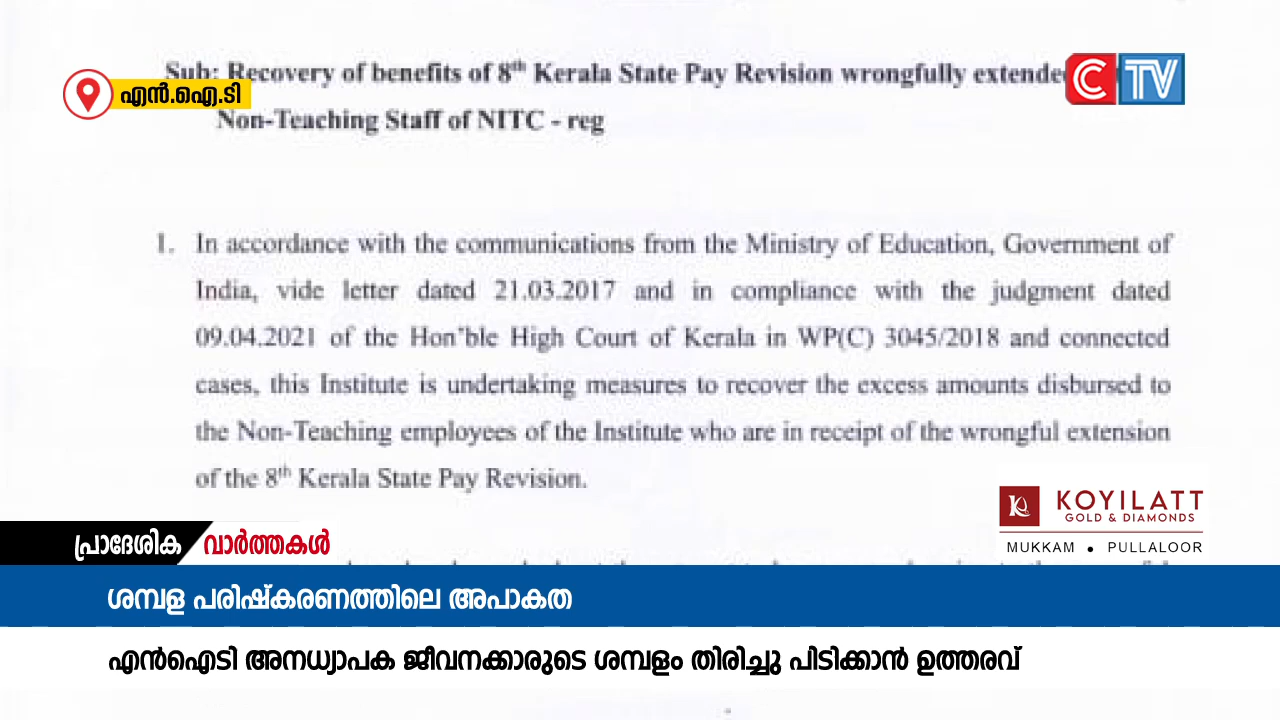 Sub: Recovery of benefits of 8th Kerala State Pay Revision wrongfully
എൻ.ഐ.ടി
CTV
Non-Teaching Staff of NITC - reg
1. In accordance with the communications from the Ministry of Education, Government of
India, vide letter dated 21.03.2017 and in compliance with the judgment dated
09.04.2021 of the Hon'ble High Court of Kerala in WP(C) 3045/2018 and connected
cases, this Institute is undertaking measures to recover the excess amounts disbursed to
the Non-Teaching employees of the Institute who are in receipt of the wrongful extension
of the 8th Kerala State Pay Revision.
KOYILATT
GOLD & DIAMONDS
MUKKAM ● PULLALOOR
പ്രാദേശിക വാർത്തകൾ
ശമ്പള പരിഷ്കരണത്തിലെ അപാകത
എൻഐടി അനധ്യാപക ജീവനക്കാരുടെ ശമ്പളം തിരിച്ചു പിടിക്കാൻ ഉത്തരവ്